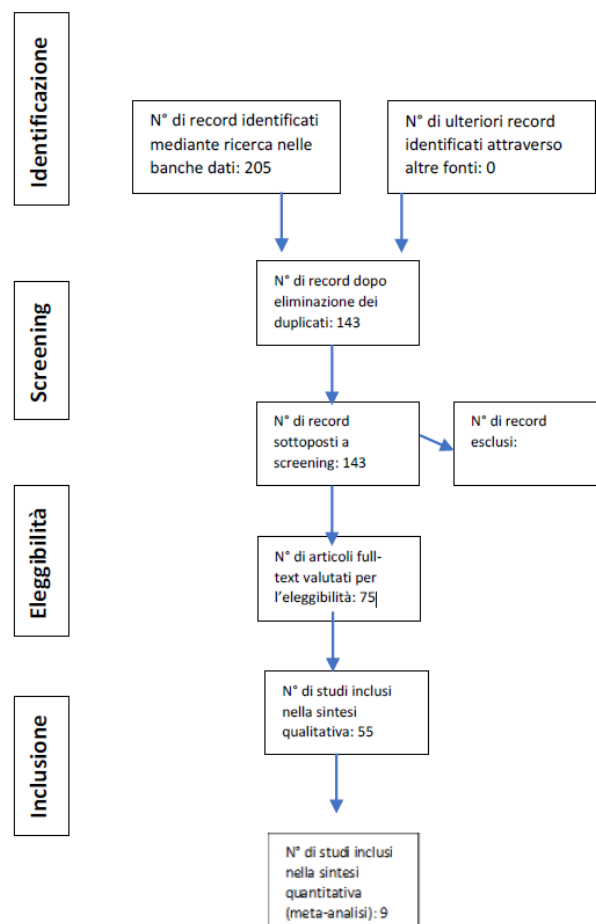 Identificazione
N° di record identificati
mediante ricerca nelle
banche dati: 205
N° di ulteriori record
identificati attraverso
altre fonti: 0
Screening
N° di record dopo
eliminazione dei
duplicati: 143
N° di record
sottoposti a
screening: 143
N° di record
esclusi:
Eleggibilità
N° di articoli full-
text valutati per
l’eleggibilità: 75
Inclusione
N° di studi inclusi
nella sintesi
qualitativa: 55
N° di studi inclusi
nella sintesi
quantitativa
(meta-analisi): 9